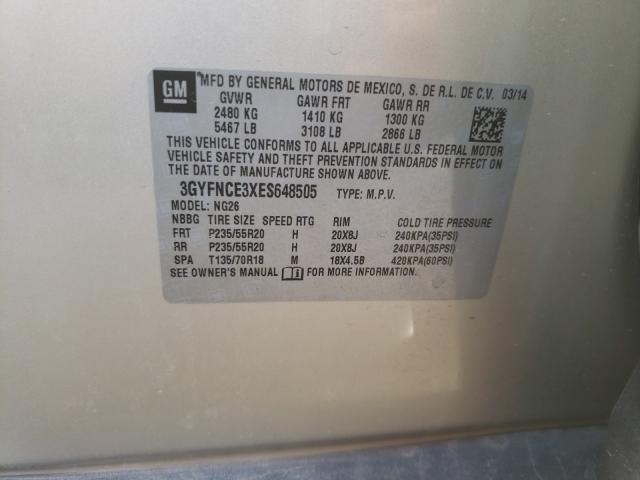 GM MFD BY GENERAL MOTORS DE MEXICO, S. DE R.L. DE C.V. 03/14
GVWR GAWR FRT GAWR RR
2480 KG 1410 KG 1300 KG
5467 LB 3108 LB 2866 LB
THIS VEHICLE CONFORMS TO ALL APPLICABLE U.S. FEDERAL MOTOR
VEHICLE SAFETY AND THEFT PREVENTION STANDARDS IN EFFECT ON
THE DATE OF MANUFACTURE SHOWN ABOVE.
3GYFNCE3XES648505 TYPE: M.P.V.
MODEL: NG26
NBBG TIRE SIZE SPEED RTG RIM COLD TIRE PRESSURE
FRT P235/55R20 H 20X8J 240KPA(35PSI)
RR P235/55R20 H 20X8J 240KPA(35PSI)
SPA T135/70R18 M 18X4.5B 420KPA(60PSI)
SEE OWNER'S MANUAL FOR MORE INFORMATION.